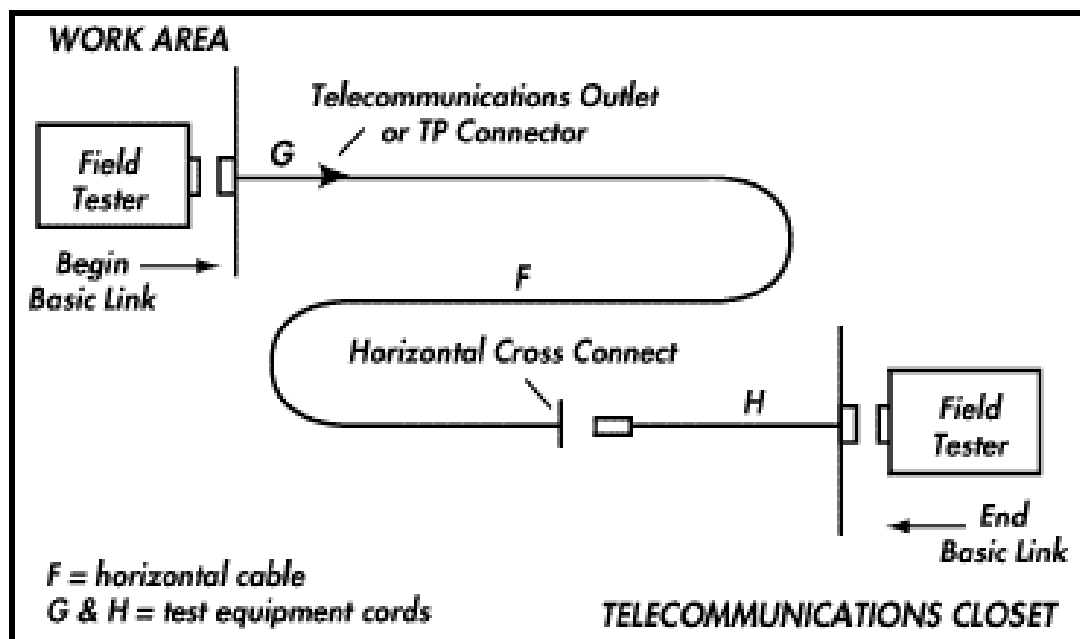 WORK AREA
Telecommunications Outlet
or TP Connector
G
Field
Tester
Begin
Basic Link
F
Horizontal Cross Connect
H
Field
Tester
End
Basic Link
F = horizontal cable
G & H = test equipment cords
TELECOMMUNICATIONS CLOSET